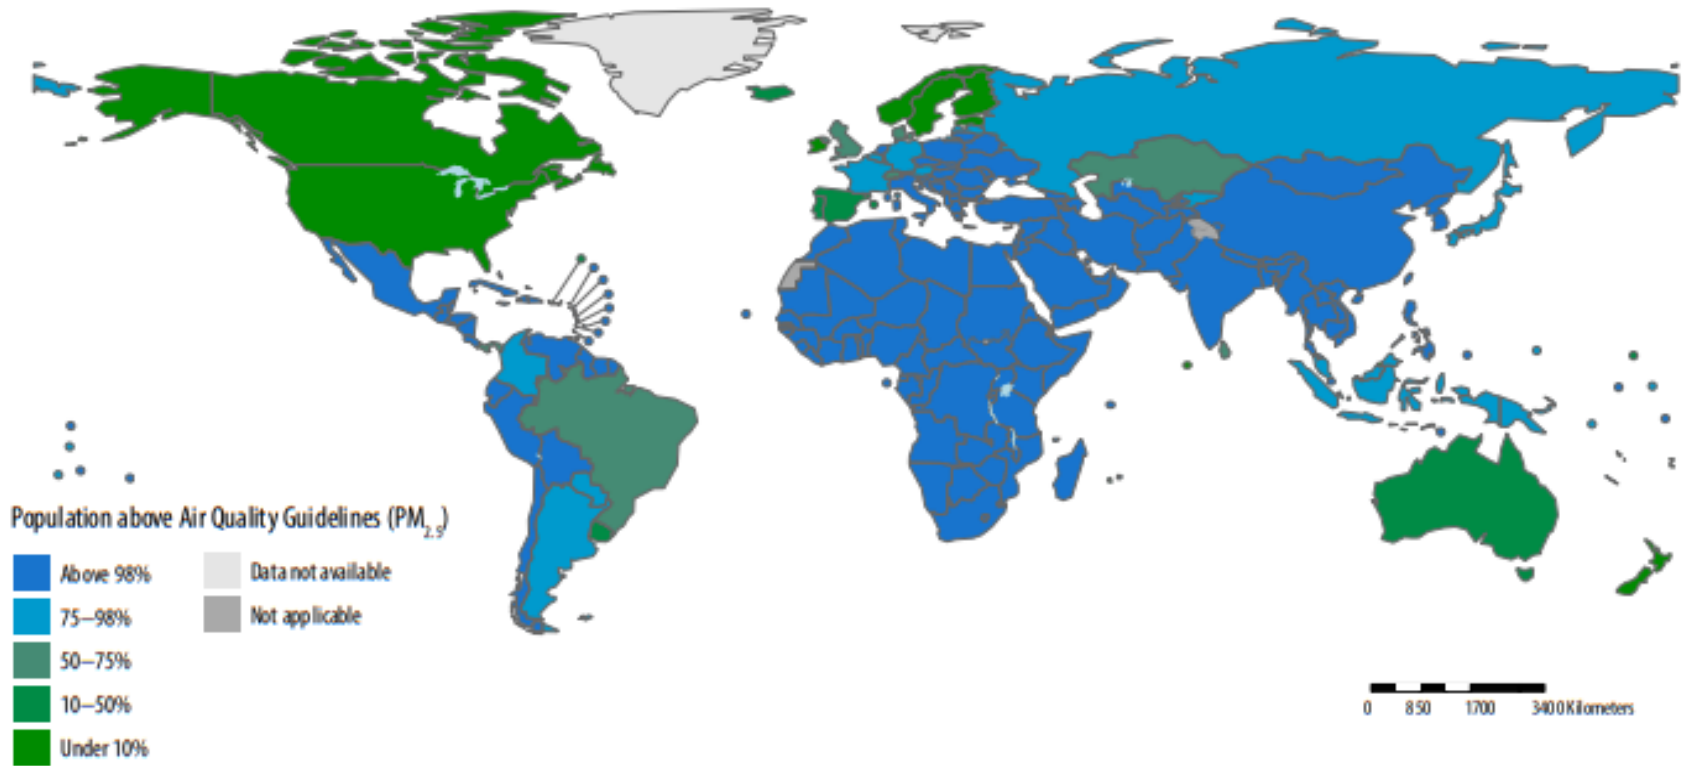 Population above Air Quality Guidelines (PM2.5)
Above 98%
75–98%
50–75%
10–50%
Under 10%
Data not available
Not applicable
0 850 1700 3400 Kilometers